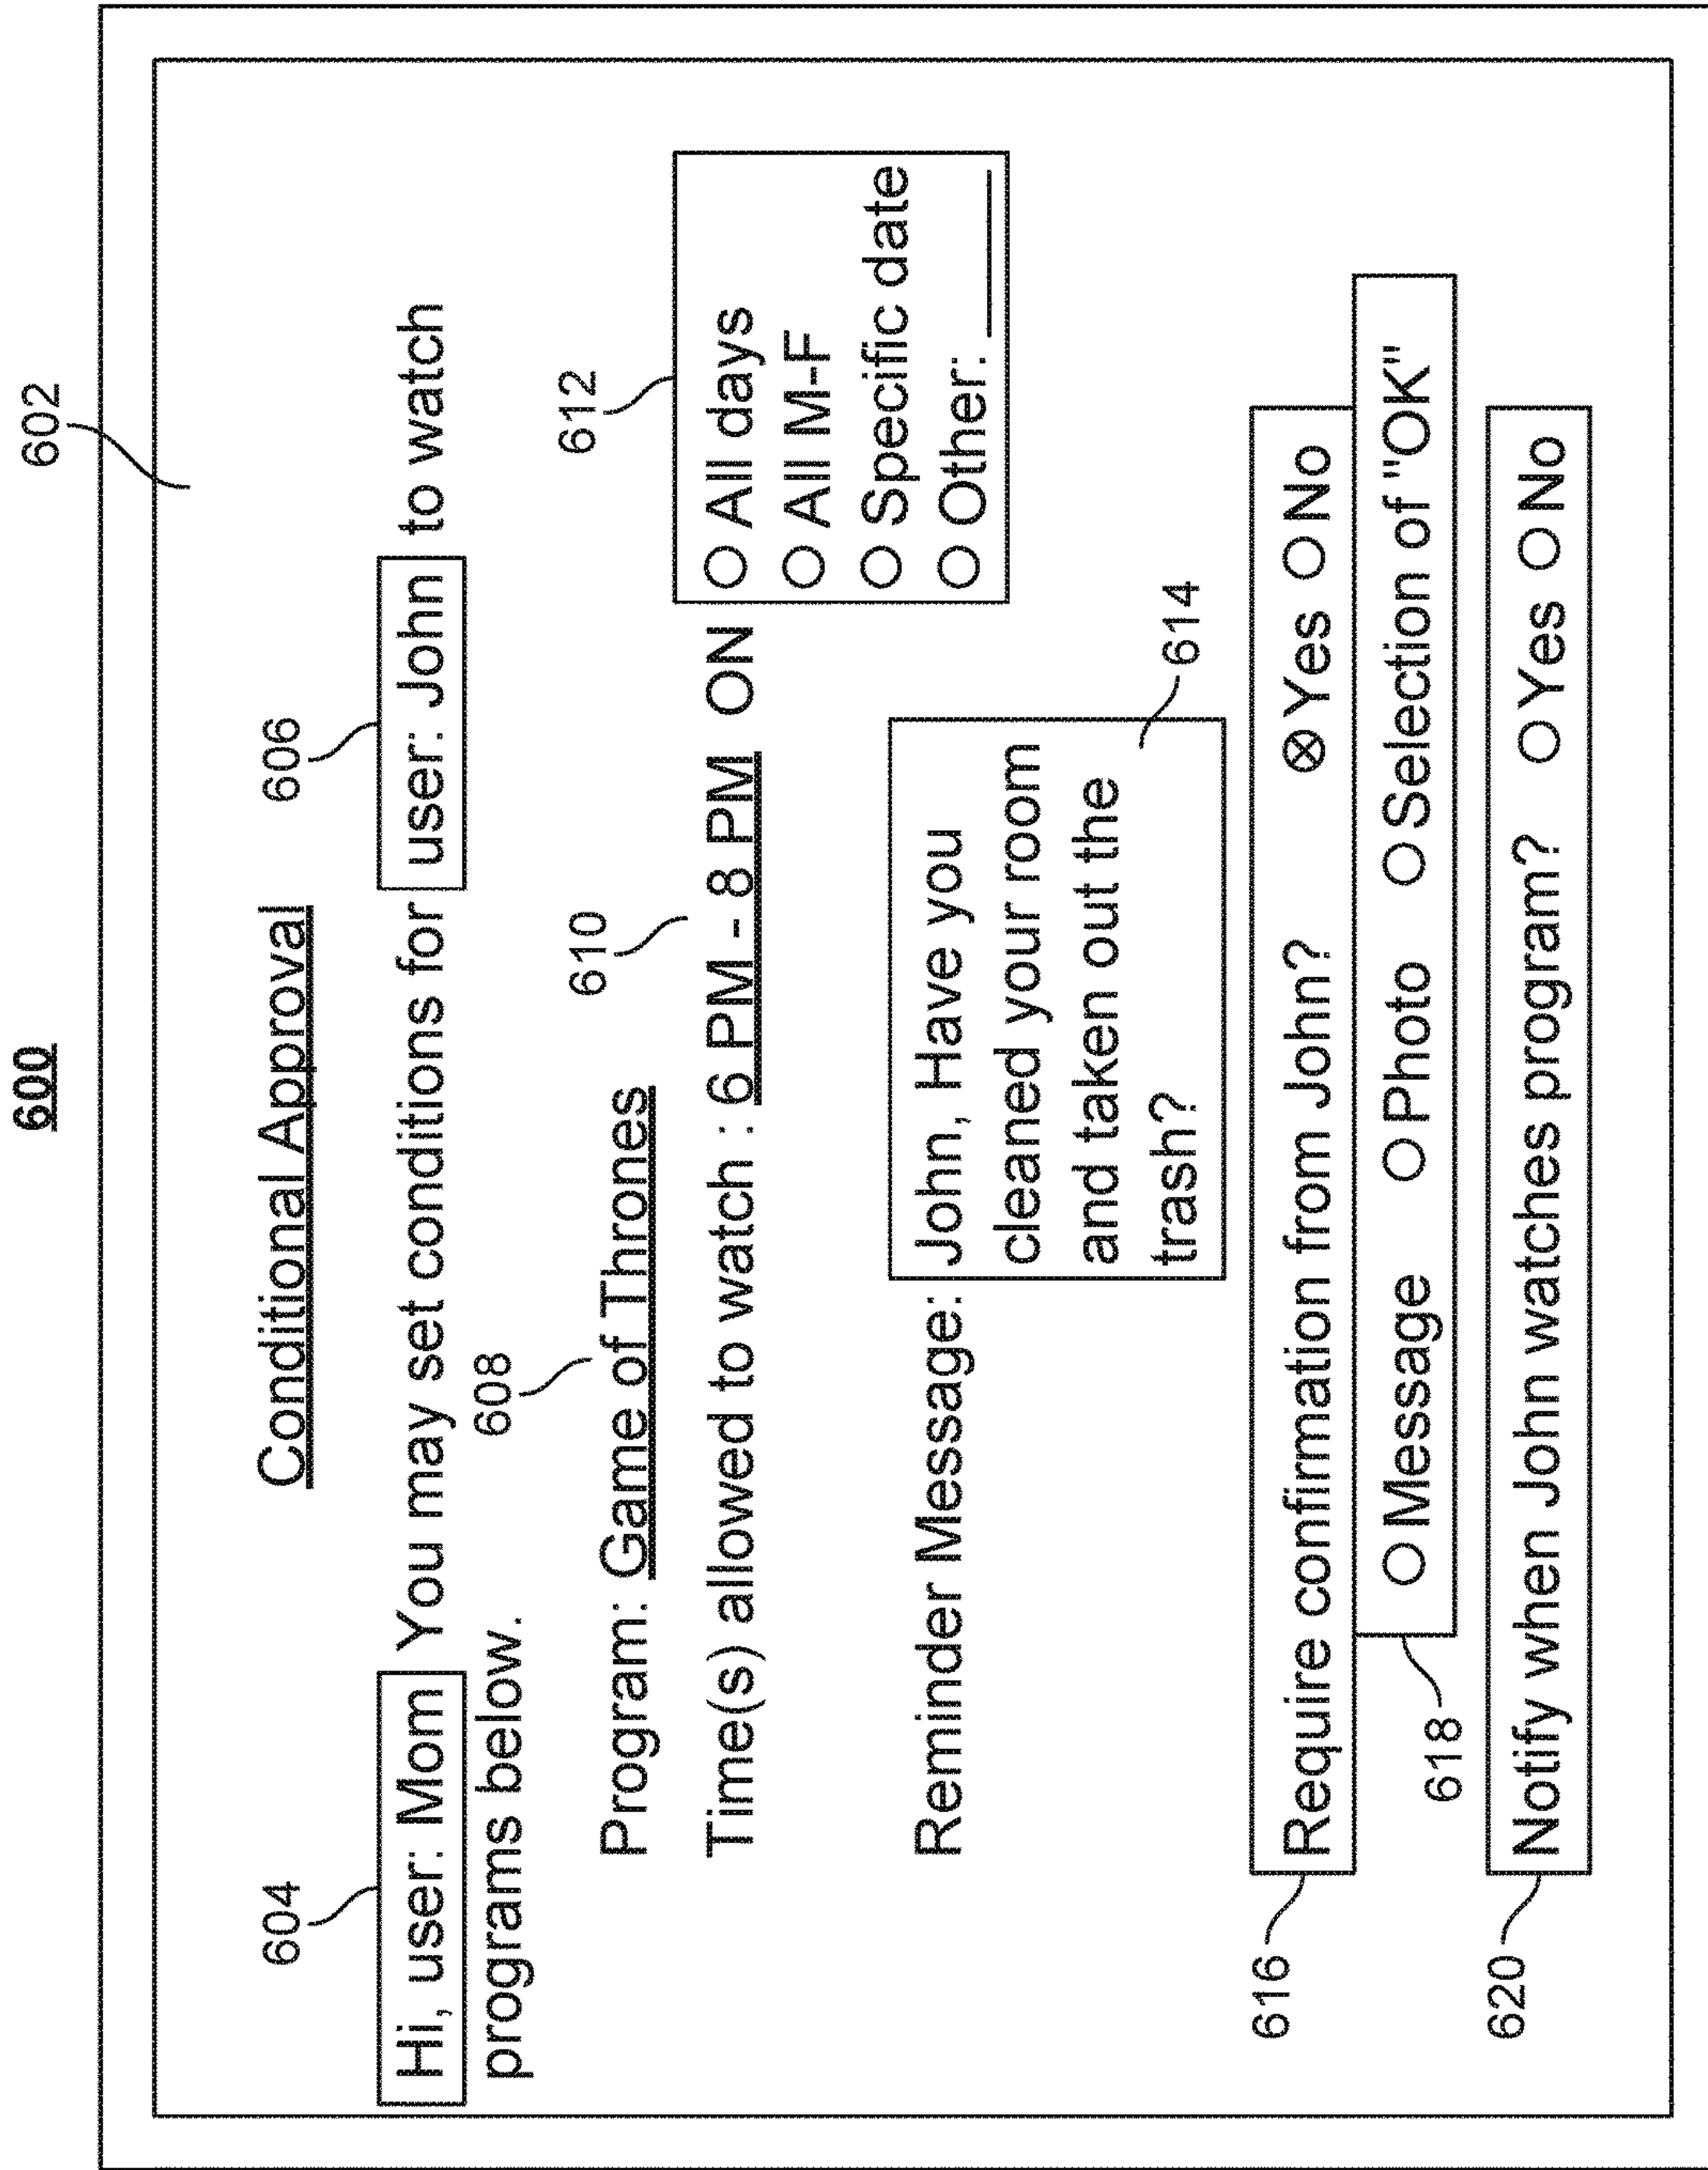 600
602
Conditional Approval
604
606
Hi, user: Mom You may set conditions for user: John to watch
programs below.
608
Program: Game of Thrones
610
612
Time(s) allowed to watch : 6 PM - 8 PM ON
All days
All M-F
Specific date
Other:
Reminder Message: John, Have you
cleaned your room
and taken out the
trash?
614
616
Require confirmation from John? Yes No
618
Message Photo Selection of "OK"
620
Notify when John watches program? Yes No